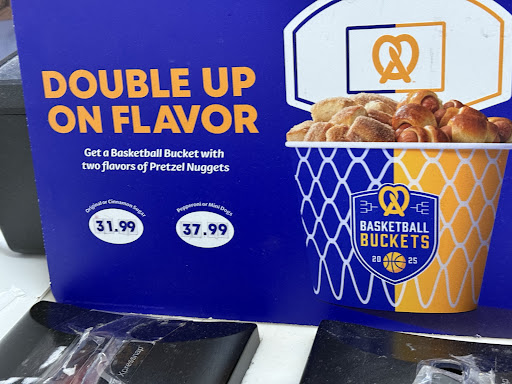 DOUBLE UP
ON FLAVOR
Get a Basketball Bucket with
two flavors of Pretzel Nuggets
Original or Cinnamon Sugar
31.99
Pepperoni or Mini Dogs
37.99
BASKETBALL
BUCKETS
20 25